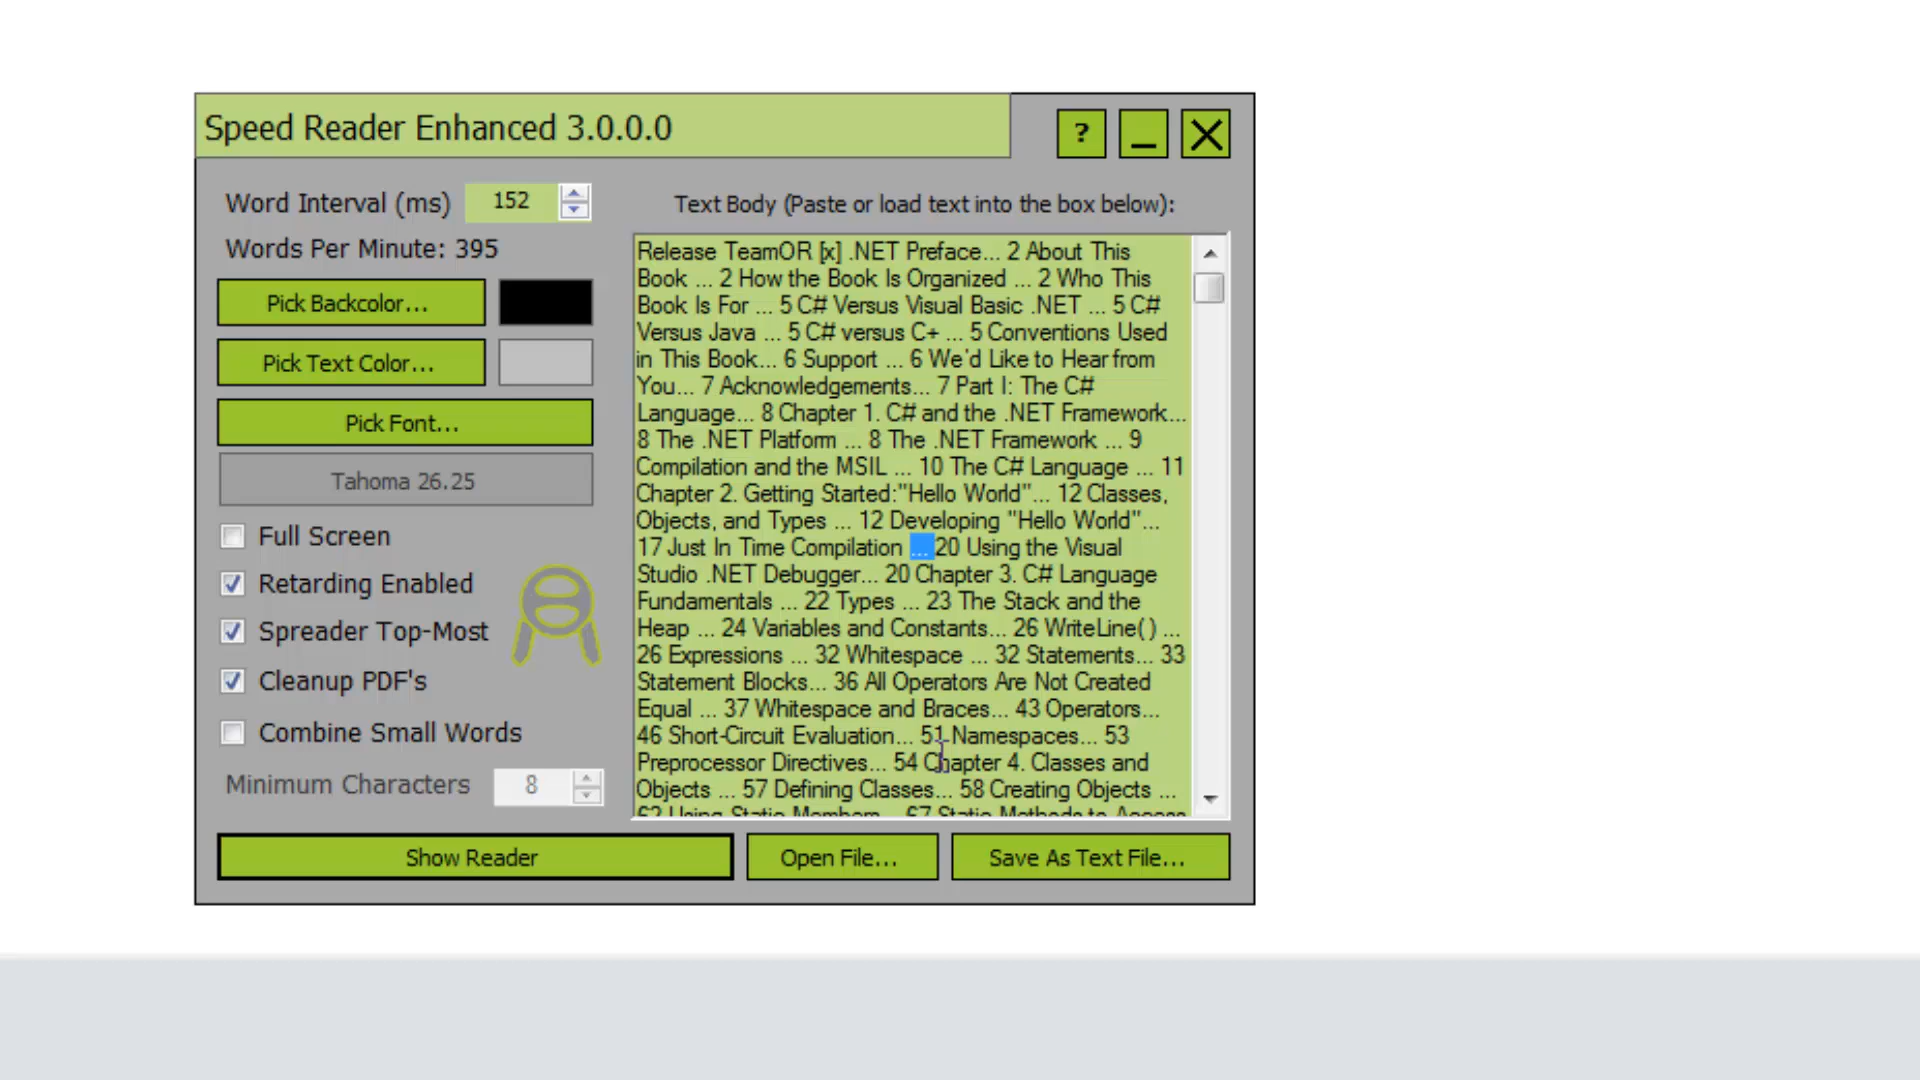 Speed Reader Enhanced 3.0.0.0
?
Word Interval (ms) 152
Words Per Minute: 395
Pick Backcolor...
Pick Text Color...
Pick Font...
Tahoma 26.25
Full Screen
Retarding Enabled
Spreader Top-Most
Cleanup PDF's
Combine Small Words
Minimum Characters 8
Text Body (Paste or load text into the box below):
Release TeamOR [x] .NET Preface... 2 About This
Book ... 2 How the Book Is Organized ... 2 Who This
Book Is For ... 5 C# Versus Visual Basic .NET ... 5 C#
Versus Java ... 5 C# versus C+ ... 5 Conventions Used
in This Book... 6 Support ... 6 We'd Like to Hear from
You... 7 Acknowledgements... 7 Part I: The C#
Language... 8 Chapter 1. C# and the .NET Framework...
8 The .NET Platform ... 8 The .NET Framework ... 9
Compilation and the MSIL ... 10 The C# Language ... 11
Chapter 2. Getting Started:"Hello World"... 12 Classes,
Objects, and Types ... 12 Developing "Hello World"...
17 Just In Time Compilation ... 20 Using the Visual
Studio .NET Debugger... 20 Chapter 3. C# Language
Fundamentals ... 22 Types ... 23 The Stack and the
Heap ... 24 Variables and Constants... 26 WriteLine( ) ...
26 Expressions ... 32 Whitespace ... 32 Statements... 33
Statement Blocks... 36 All Operators Are Not Created
Equal ... 37 Whitespace and Braces... 43 Operators...
46 Short-Circuit Evaluation... 51 Namespaces... 53
Preprocessor Directives... 54 Chapter 4. Classes and
Objects ... 57 Defining Classes... 58 Creating Objects ...
62 Using Static Members ... 67 Static Methods to Access
Show Reader
Open File...
Save As Text File...